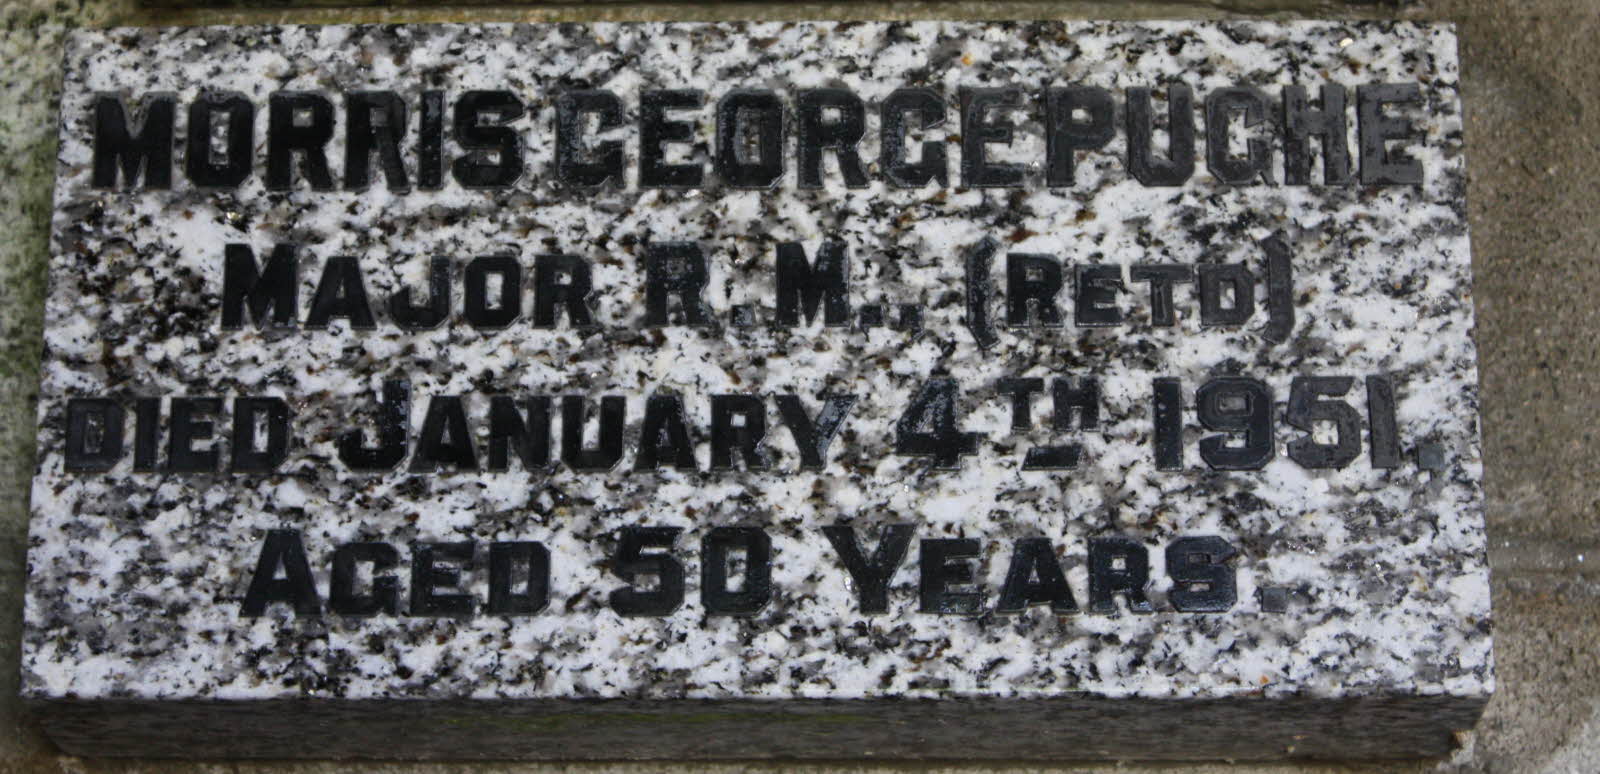 MORRIS GEORGE PUCHE
MAJOR R.M., (RETD)
DIED JANUARY 4TH 1951.
AGED 50 YEARS.